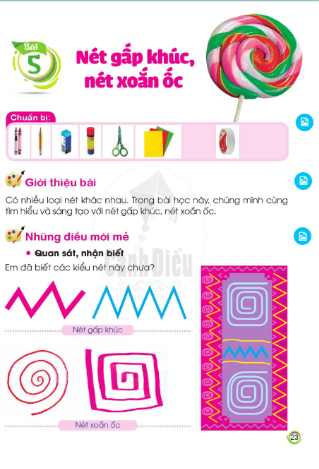 Bài
5
Nét gấp khúc,
nét xoắn ốc
Chuẩn bị:
Giới thiệu bài
Có nhiều loại nét khác nhau. Trong bài học này, chúng mình cùng
tìm hiểu và sáng tạo với nét gấp khúc, nét xoắn ốc.
Những điều mới mẻ
• Quan sát, nhận biết
Em đã biết các kiểu nét này chưa?
Cánh Diều
Nét gấp khúc
Nét xoắn ốc
23